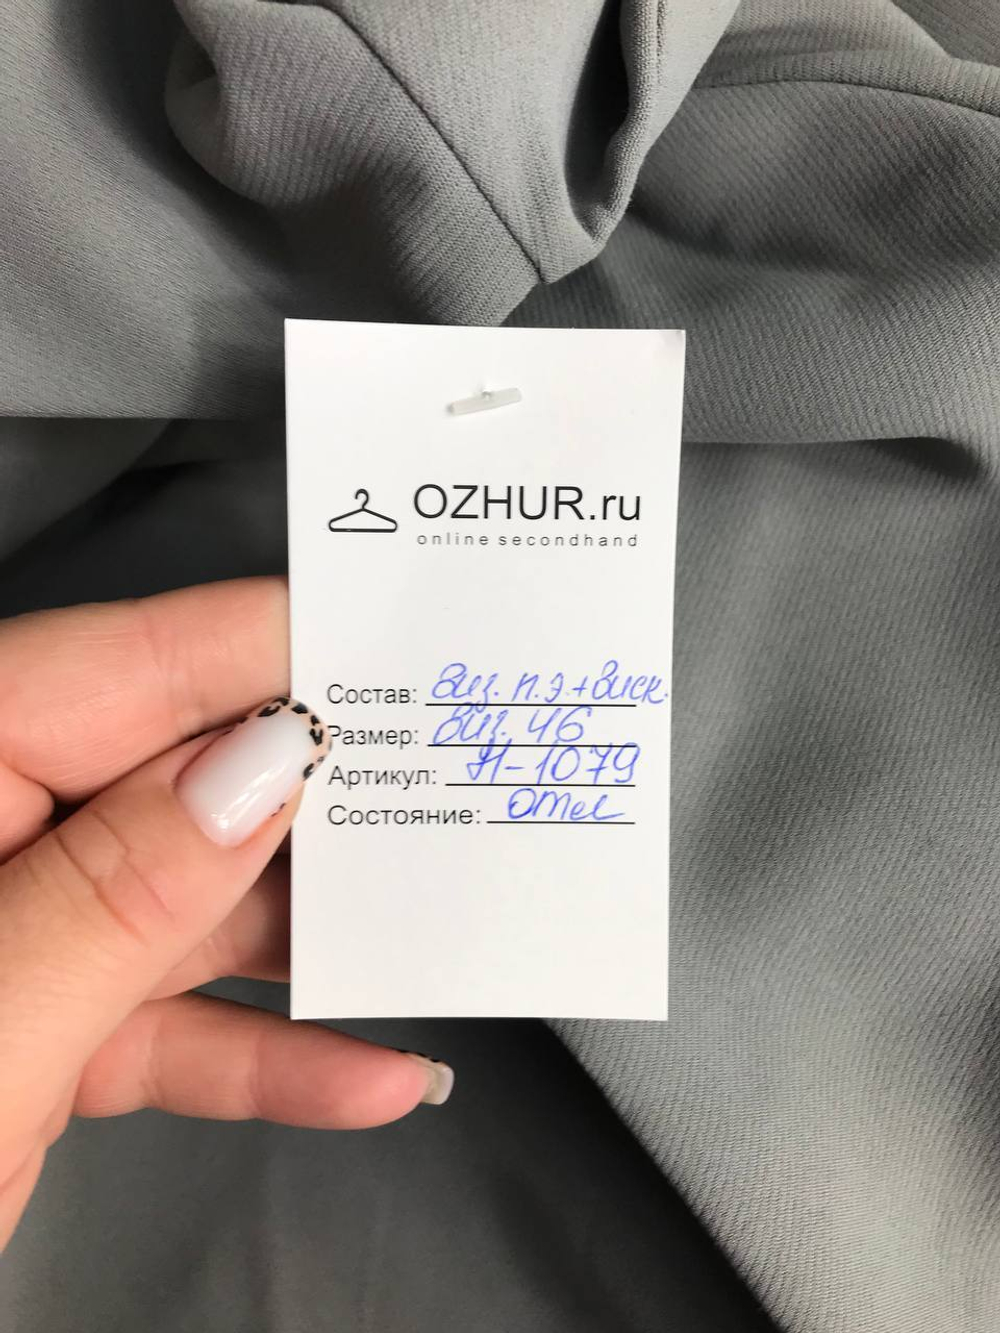 OZHUR.ru
online secondhand
Состав: Виз. п.э.+виск.
Размер: Виз. 46
Артикул: Н-1079
Состояние: Отл